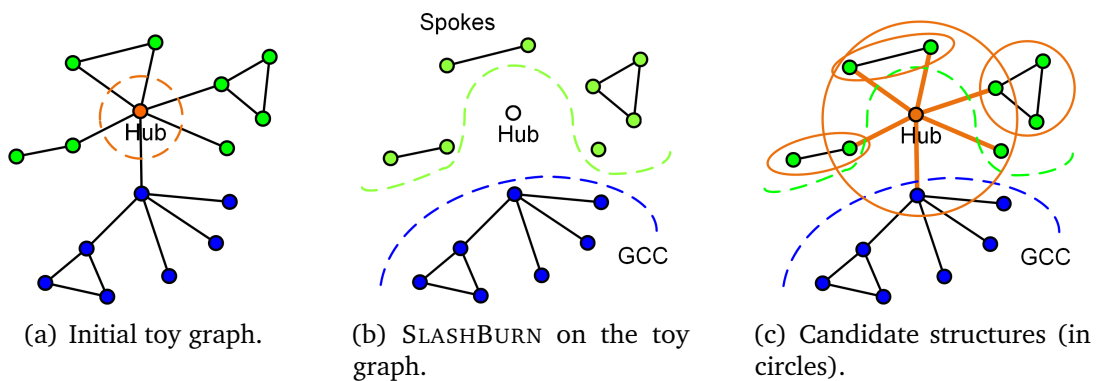 Hub
(a) Initial toy graph.
Spokes
Hub
GCC
(b) SLASHBURN on the toy
graph.
Hub
GCC
(c) Candidate structures (in
circles).